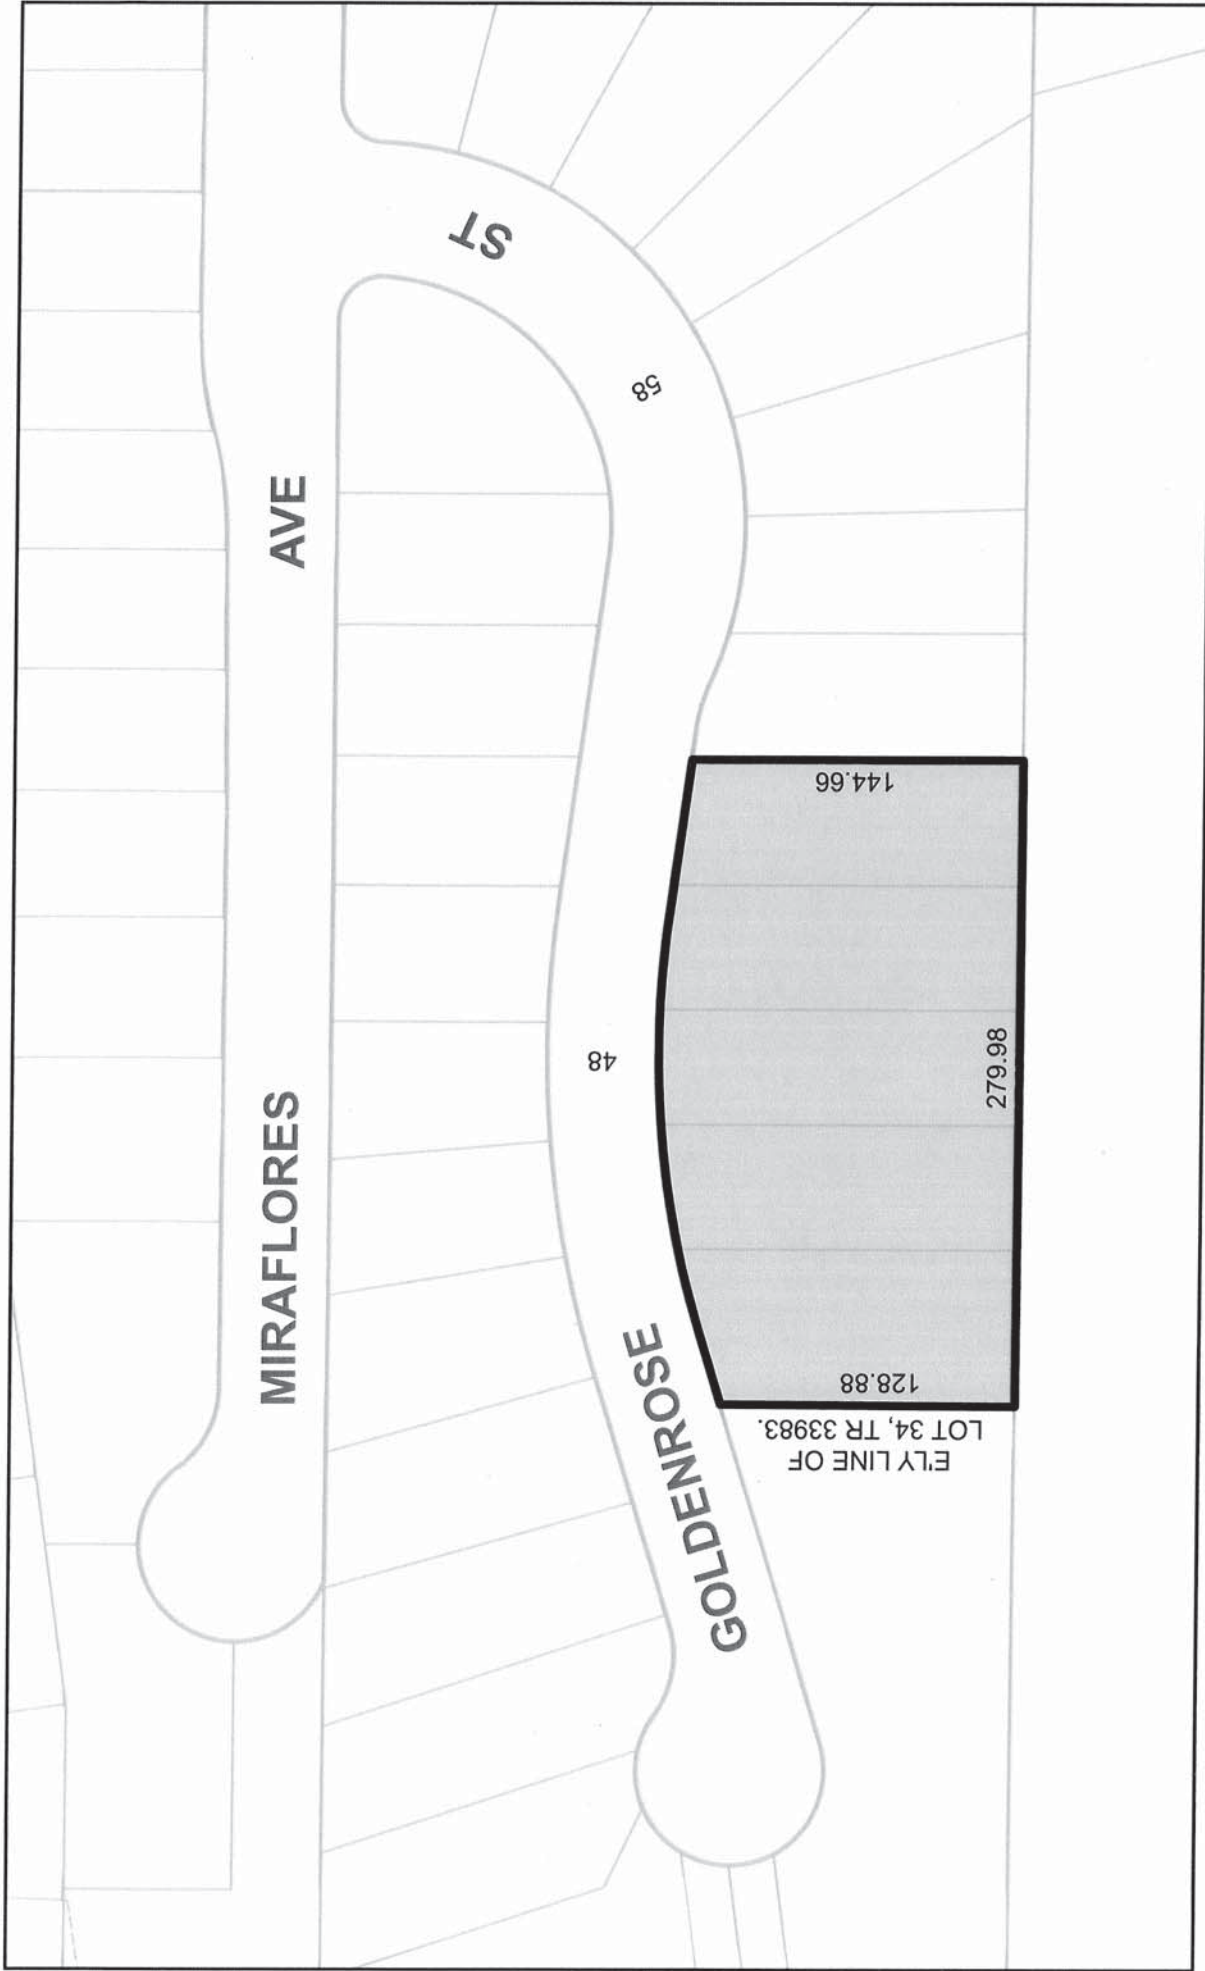 MIRAFLORES AVE
GOLDENROSE ST
58
48
144.66
279.98
128.88
E'LY LINE OF
LOT 34, TR 33983.